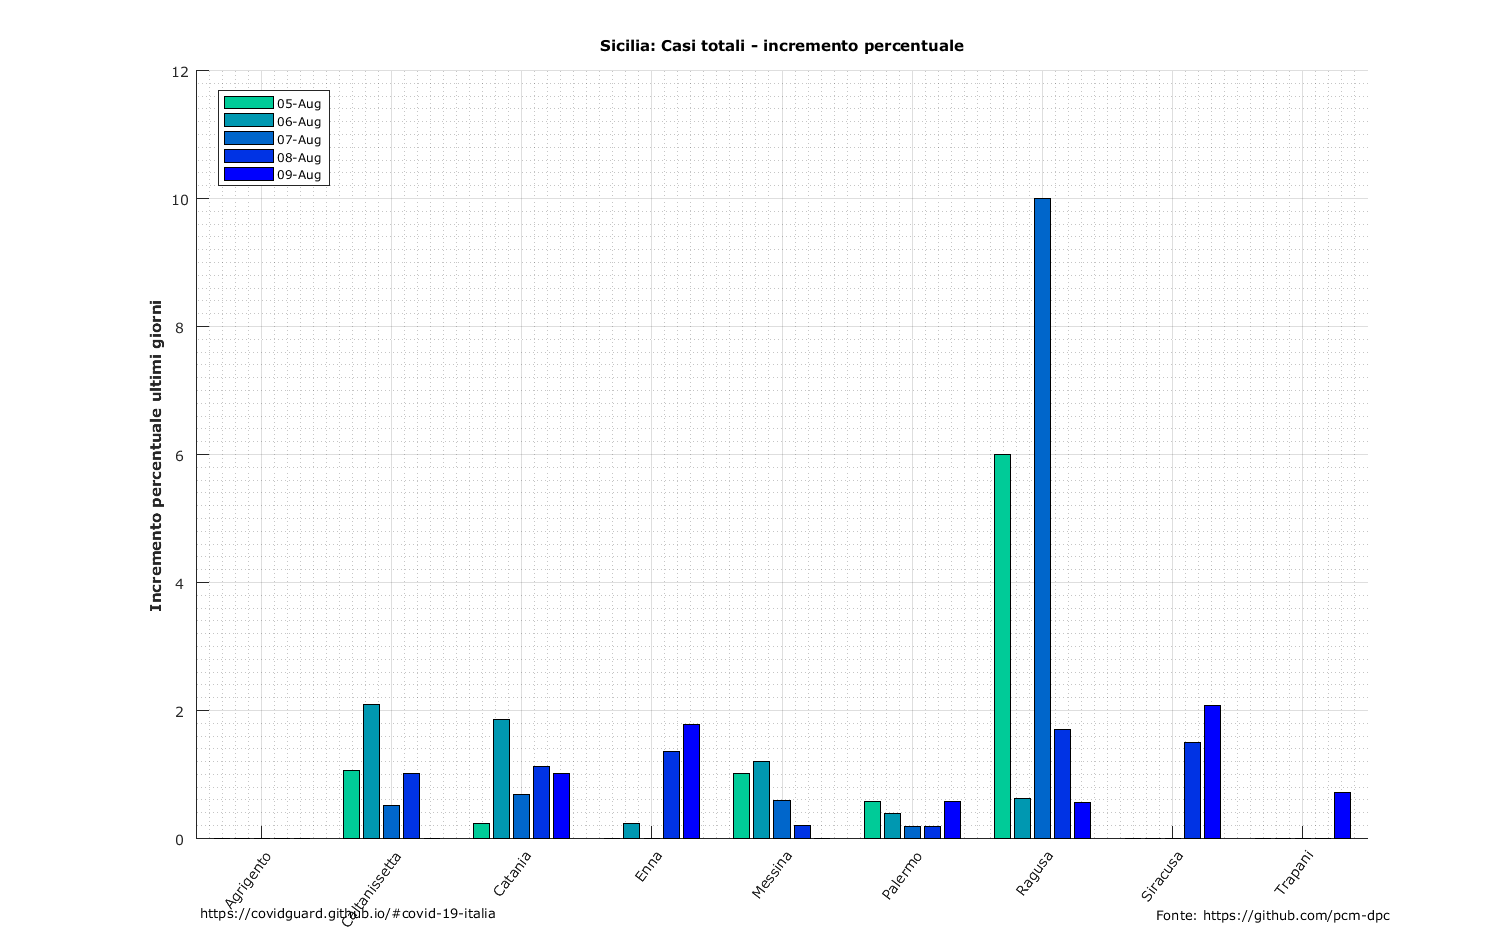 Sicilia: Casi totali - incremento percentuale
12
10
8
6
4
2
0
Incremento percentuale ultimi giorni
05-Aug
06-Aug
07-Aug
08-Aug
09-Aug
Agrigento
Caltanissetta
Catania
Enna
Messina
Palermo
Ragusa
Siracusa
Trapani
https://covidguard.github.io/#covid-19-italia
Fonte: https://github.com/pcm-dpc